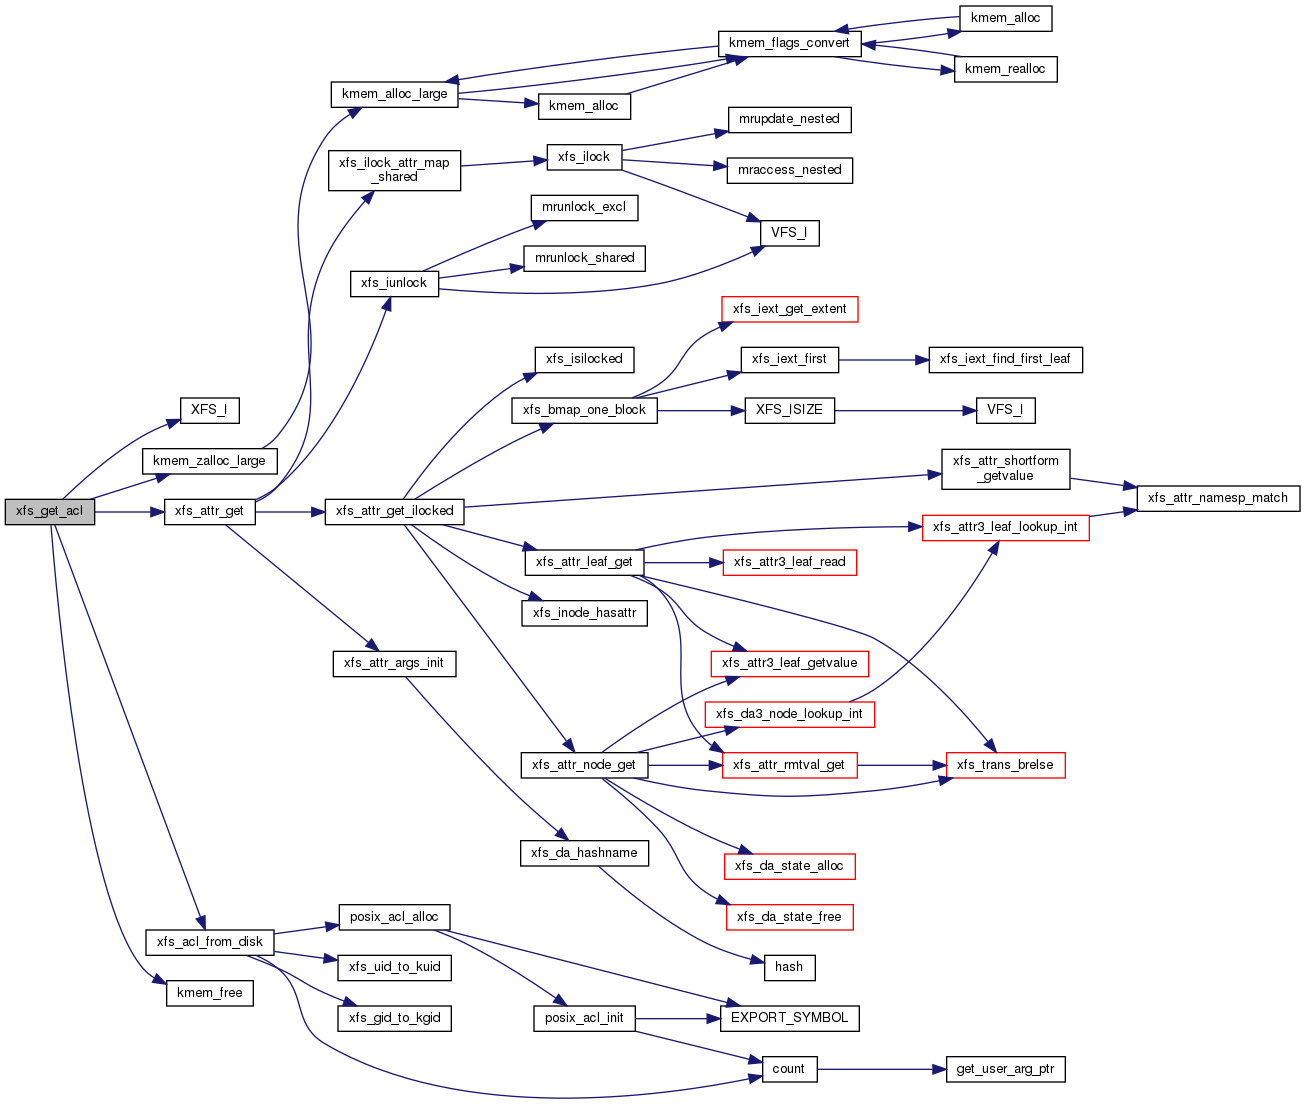 kmem_alloc
kmem_flags_convert
kmem_realloc
kmem_alloc_large
kmem_alloc
mrupdate_nested
xfs_ilock
xfs_ilock_attr_map
_shared
mraccess_nested
mrunlock_excl
VFS_I
mrunlock_shared
xfs_iunlock
xfs_iext_get_extent
xfs_isilocked
xfs_iext_first
xfs_iext_find_first_leaf
XFS_I
xfs_bmap_one_block
XFS_ISIZE
VFS_I
kmem_zalloc_large
xfs_attr_shortform
_getvalue
xfs_attr_namesp_match
xfs_get_acl
xfs_attr_get
xfs_attr_get_ilocked
xfs_attr3_leaf_lookup_int
xfs_attr_leaf_get
xfs_attr3_leaf_read
xfs_inode_hasattr
xfs_attr_args_init
xfs_attr3_leaf_getvalue
xfs_da3_node_lookup_int
xfs_attr_node_get
xfs_attr_rmtval_get
xfs_trans_brelse
xfs_da_hashname
xfs_da_state_alloc
posix_acl_alloc
xfs_da_state_free
xfs_acl_from_disk
xfs_uid_to_kuid
hash
kmem_free
xfs_gid_to_kgid
posix_acl_init
EXPORT_SYMBOL
count
get_user_arg_ptr